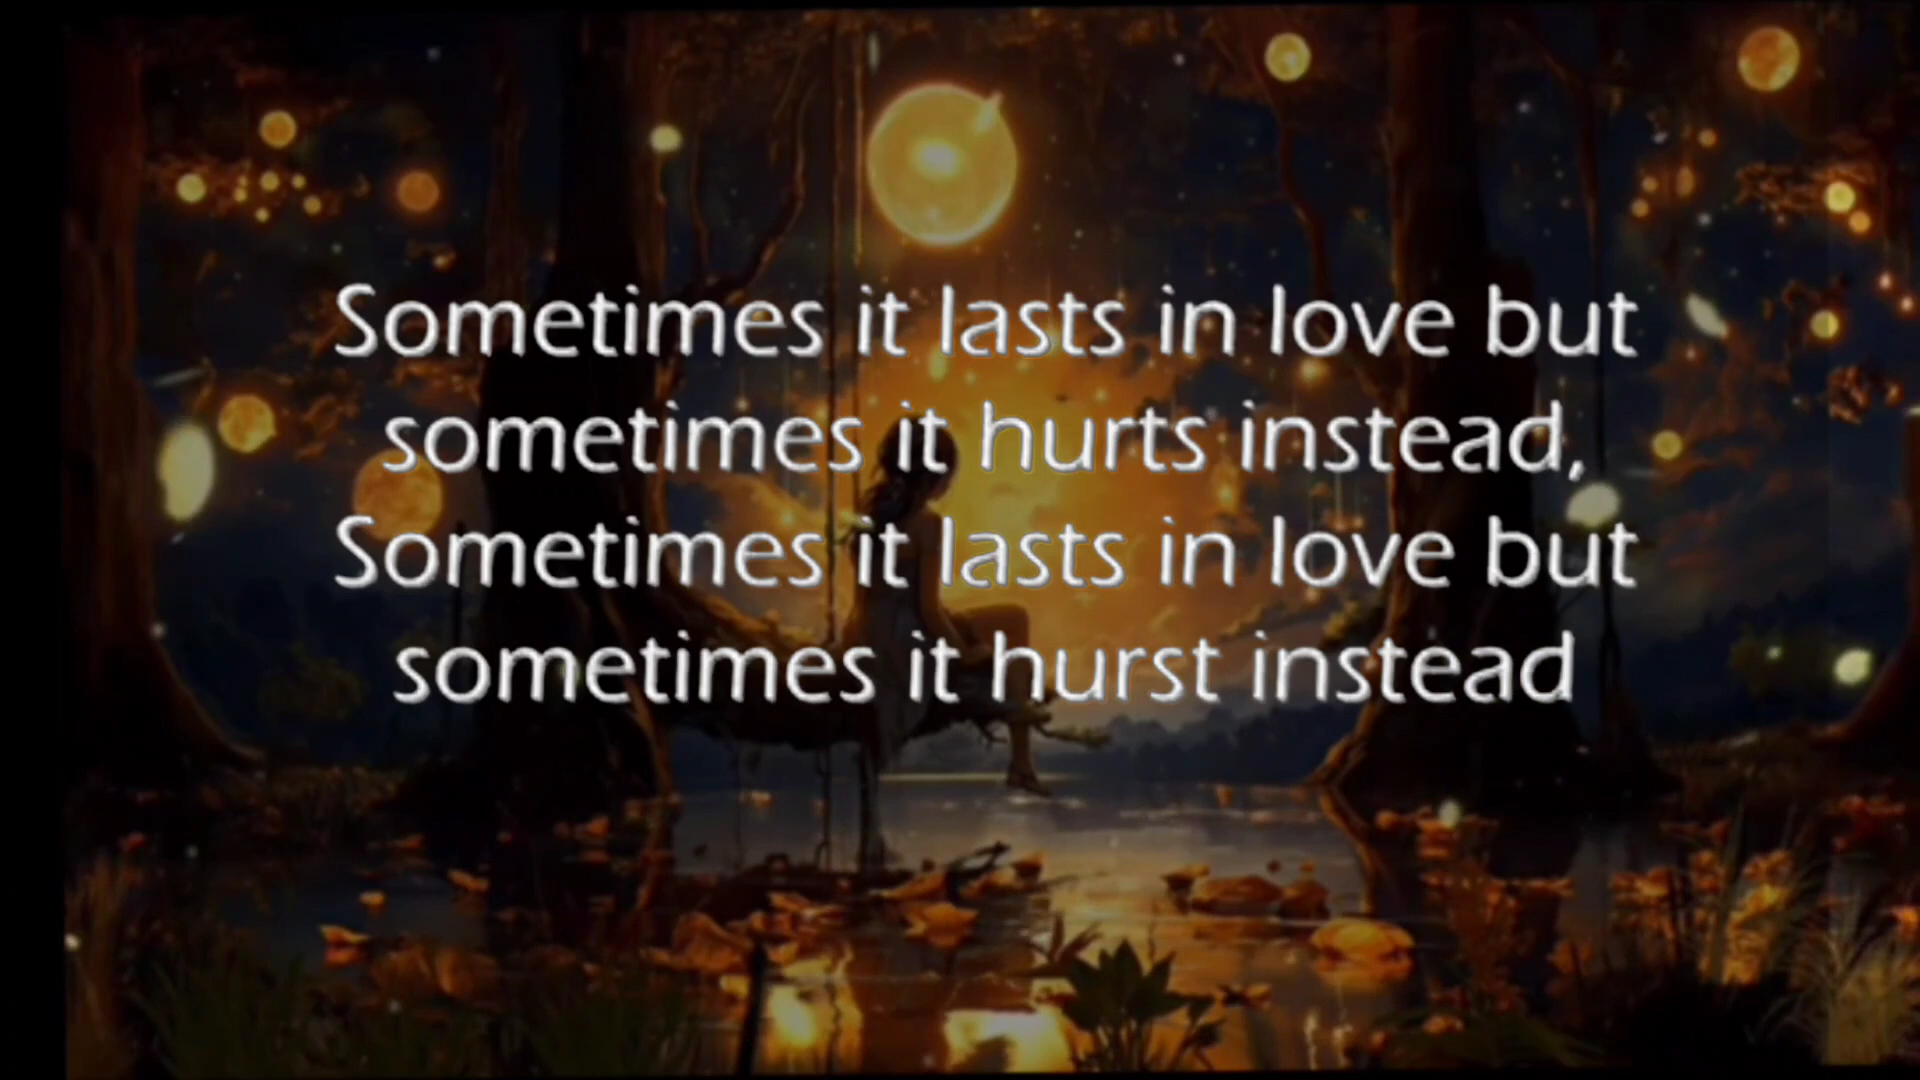 Sometimes it lasts in love but
sometimes it hurts instead,
Sometimes it lasts in love but
sometimes it hurst instead